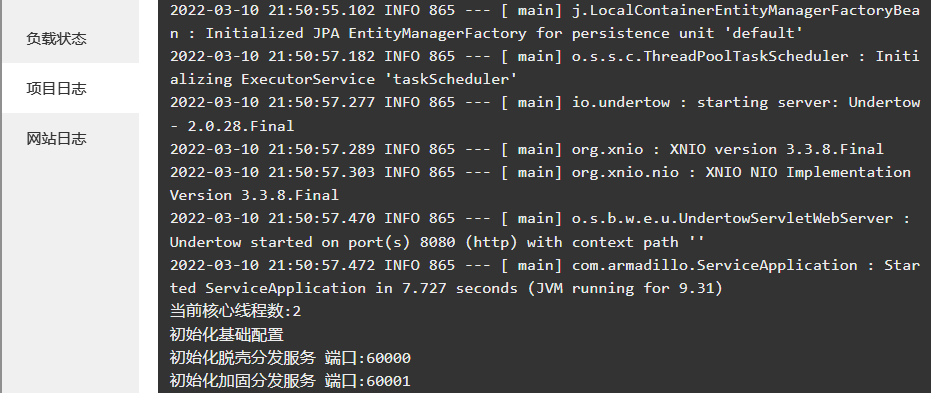 负载状态
项目日志
网站日志
2022-03-10 21:50:55.102 INFO 865 --- [ main] j.LocalContainerEntityManagerFactoryBea
n : Initialized JPA EntityManagerFactory for persistence unit 'default'
2022-03-10 21:50:57.182 INFO 865 --- [ main] o.s.s.c.ThreadPoolTaskScheduler : Initi
alizing ExecutorService 'taskScheduler'
2022-03-10 21:50:57.277 INFO 865 --- [ main] io.undertow : starting server: Undertow
- 2.0.28.Final
2022-03-10 21:50:57.289 INFO 865 --- [ main] org.xnio : XNIO version 3.3.8.Final
2022-03-10 21:50:57.303 INFO 865 --- [ main] org.xnio.nio : XNIO NIO Implementation
Version 3.3.8.Final
2022-03-10 21:50:57.470 INFO 865 --- [ main] o.s.b.w.e.u.UndertowServletWebServer :
Undertow started on port(s) 8080 (http) with context path ''
2022-03-10 21:50:57.472 INFO 865 --- [ main] com.armadillo.ServiceApplication : Star
ted ServiceApplication in 7.727 seconds (JVM running for 9.31)
当前核心线程数:2
初始化基础配置
初始化脱壳分发服务 端口:60000
初始化加固分发服务 端口:60001